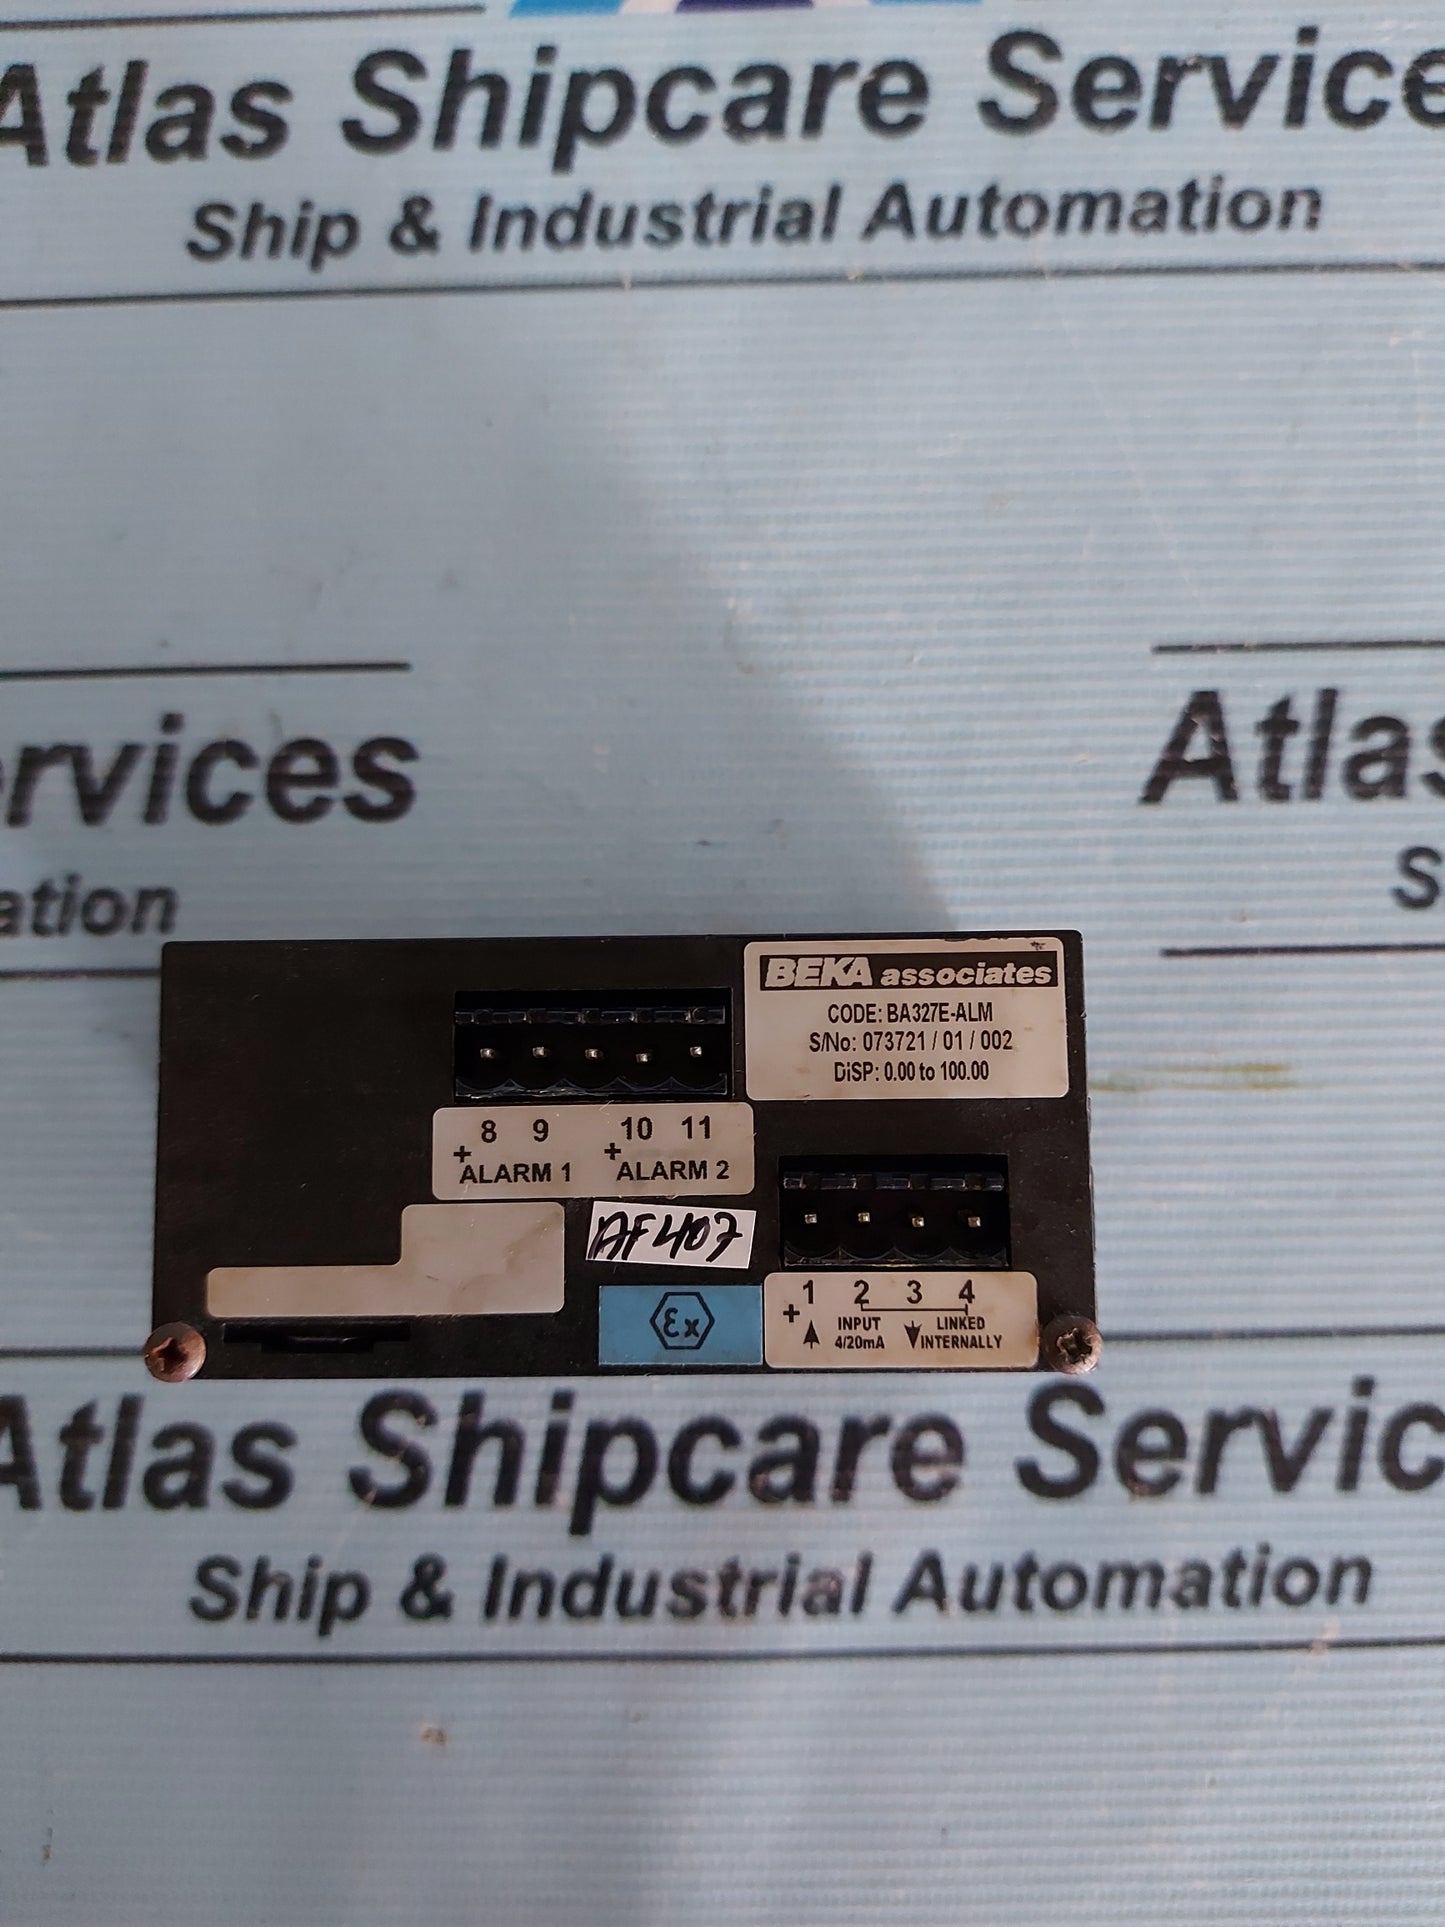 Atlas Shipcare Service
Ship & Industrial Automation
rvices
Atlas
ation
S
BEKA associates
CODE: BA327E-ALM
S/No: 073721 / 01 / 002
DiSP: 0.00 to 100.00
8 9 10 11
+ ALARM 1 + ALARM 2
AF407
Ex
+ 1 2 3 4
INPUT LINKED
4/20mA INTERNALLY
Atlas Shipcare Servic
Ship & Industrial Automation